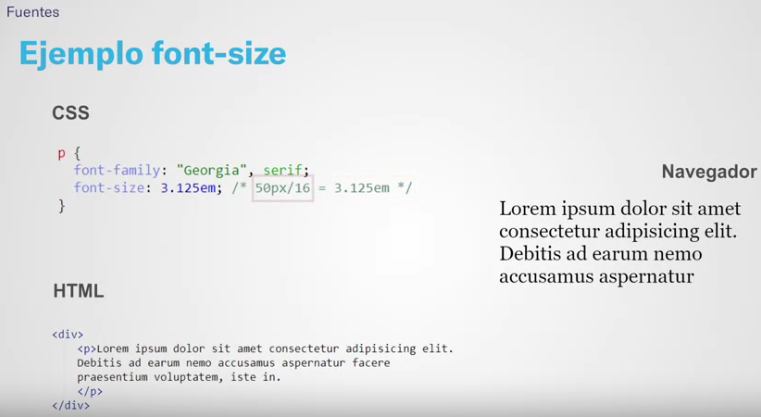 Fuentes
Ejemplo font-size
CSS
p {
font-family: "Georgia", serif;
font-size: 3.125em; /* 50px/16 = 3.125em */
}
Navegador
Lorem ipsum dolor sit amet
consectetur adipisicing elit.
Debitis ad earum nemo
accusamus aspernatur
HTML
<div>
<p>Lorem ipsum dolor sit amet consectetur adipisicing elit.
Debitis ad earum nemo accusamus aspernatur facere
praesentium voluptatem, iste in.
</p>
</div>